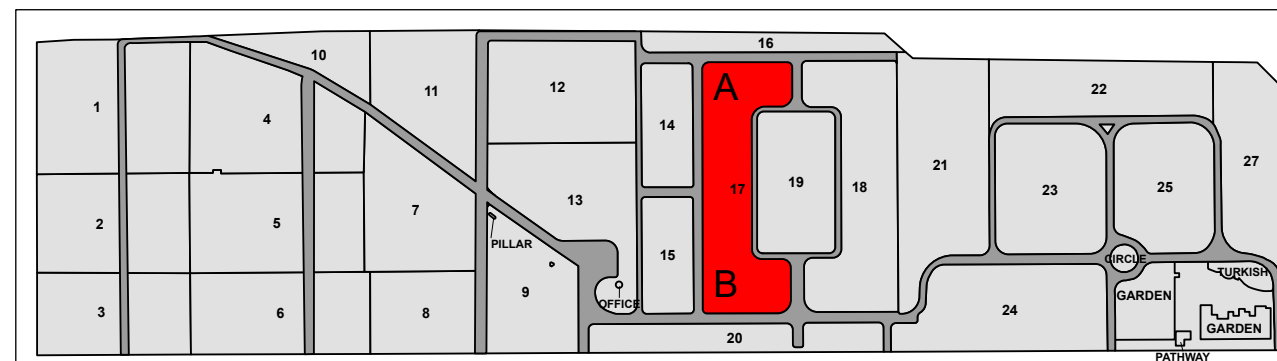 1
2
3
4
5
6
7
8
9
10
11
12
13
14
15
16
17
18
19
20
21
22
23
24
25
27
A
B
PILLAR
OFFICE
CIRCLE
GARDEN
TURKISH
GARDEN
PATHWAY